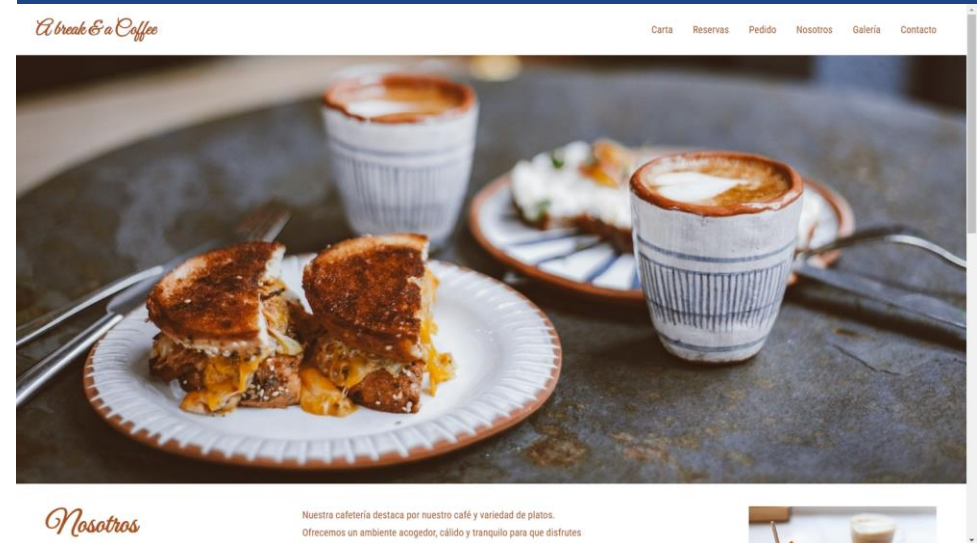 A break & a Coffee
Carta Reservas Pedido Nosotros Galería Contacto
Nosotros
Nuestra cafetería destaca por nuestro café y variedad de platos.
Ofrecemos un ambiente acogedor, cálido y tranquilo para que disfrutes